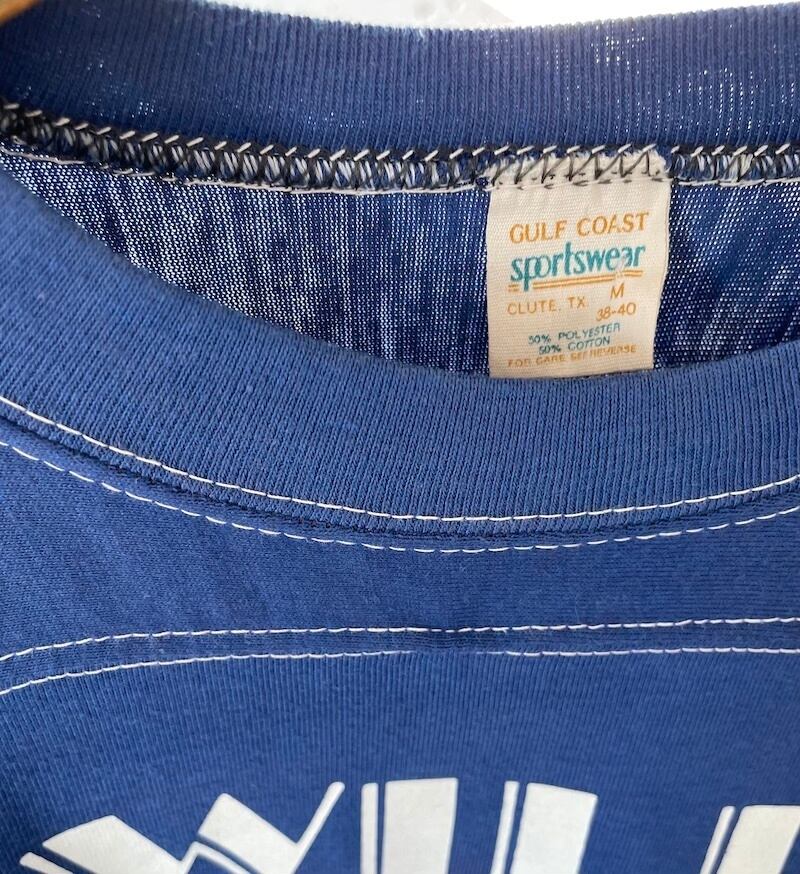 GULF COAST
sportswear
CLUTE, TX. M
38-40
50% POLYESTER
50% COTTON
FOR CARE SEE REVERSE